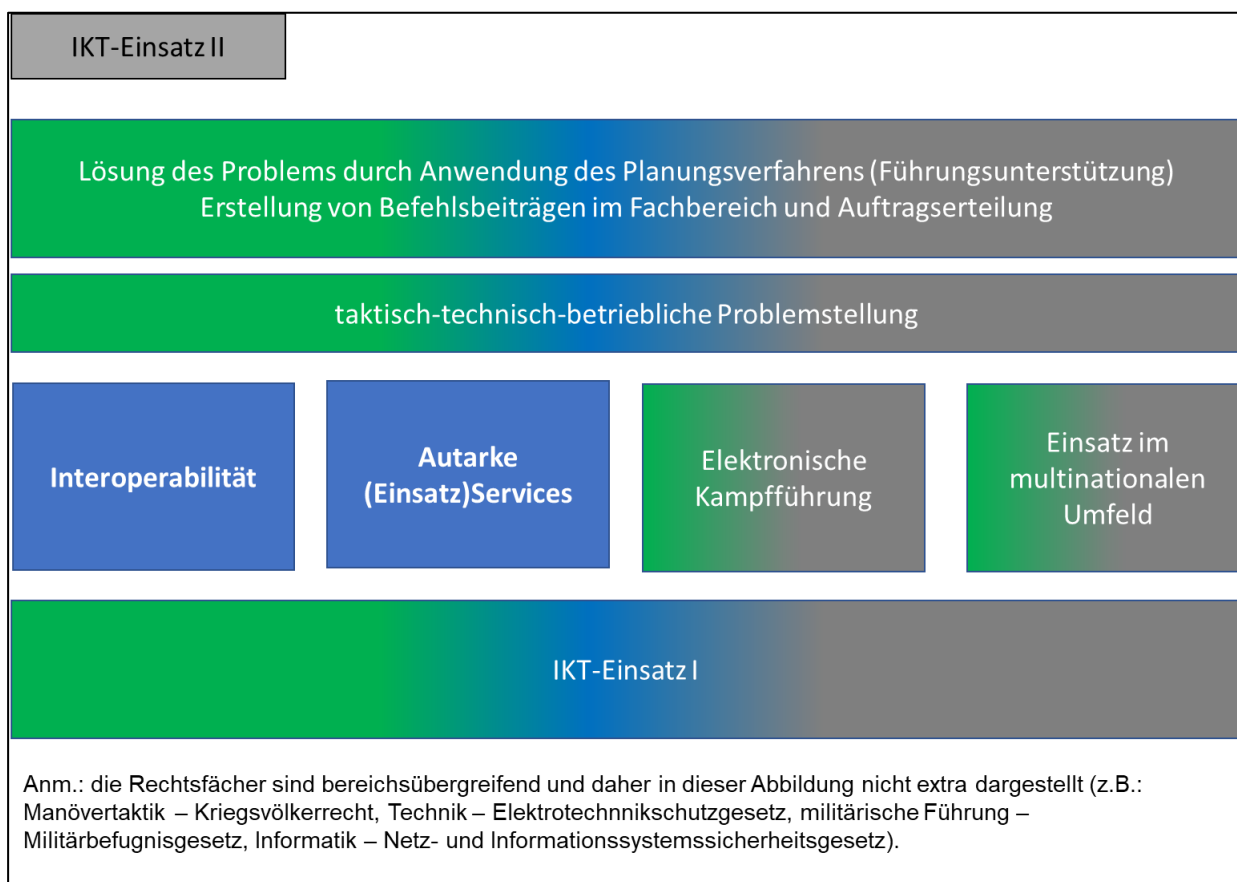 IKT-Einsatz II
Lösung des Problems durch Anwendung des Planungsverfahrens (Führungsunterstützung)
Erstellung von Befehlsbeiträgen im Fachbereich und Auftragserteilung
taktisch-technisch-betriebliche Problemstellung
Interoperabilität
Autarke
(Einsatz)Services
Elektronische
Kampfführung
Einsatz im
multinationalen
Umfeld
IKT-Einsatz I
Anm.: die Rechtsfächer sind bereichsübergreifend und daher in dieser Abbildung nicht extra dargestellt (z.B.:
Manövertaktik – Kriegsvölkerrecht, Technik – Elektrotechnnikschutzgesetz, militärische Führung –
Militärbefugnisgesetz, Informatik – Netz- und Informationssystemssicherheitsgesetz).